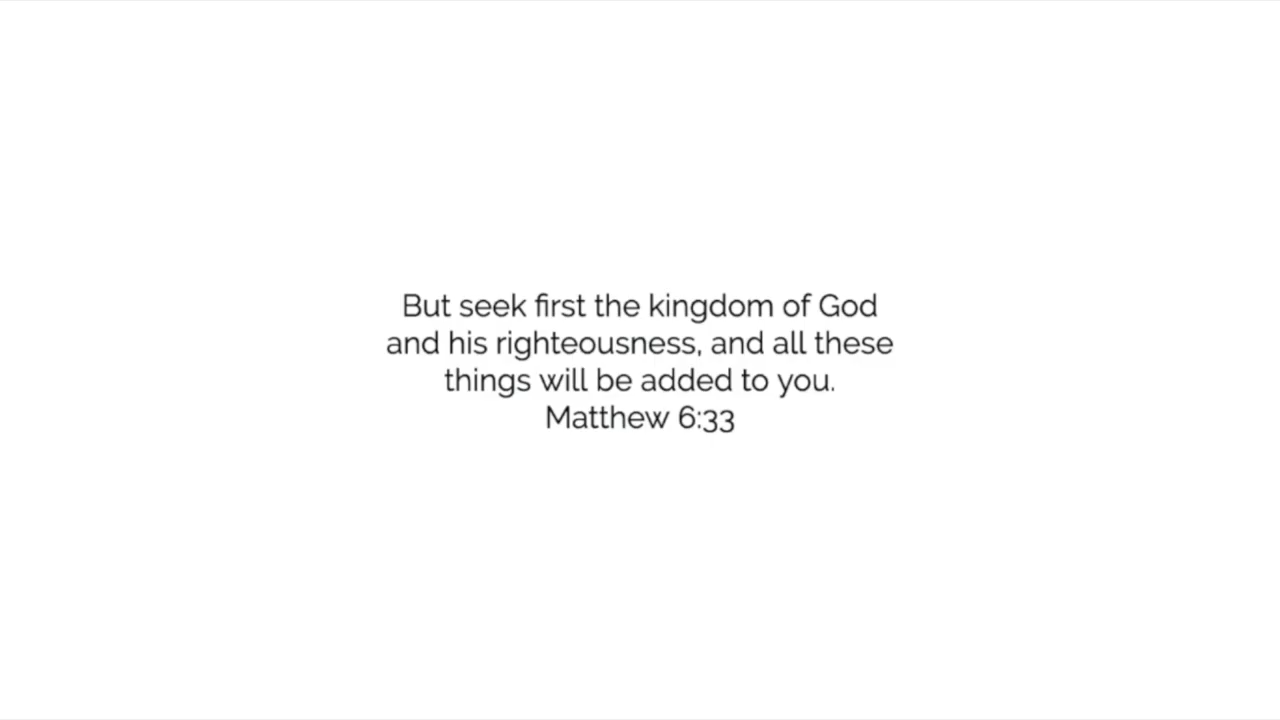 But seek first the kingdom of God
and his righteousness, and all these
things will be added to you.
Matthew 6:33